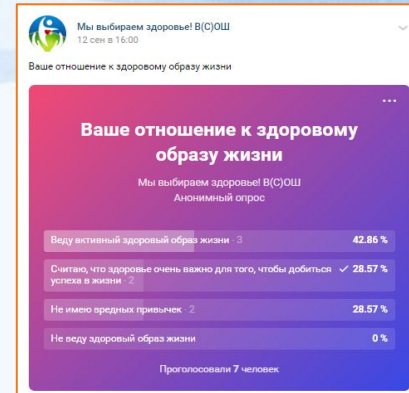 Мы выбираем здоровье! В(С)ОШ
12 сен в 16:00
Ваше отношение к здоровому образу жизни
Ваше отношение к здоровому
образу жизни
Мы выбираем здоровье! В(С)ОШ
Анонимный опрос
Веду активный здоровый образ жизни · 3 42.86 %
Считаю, что здоровье очень важно для того, чтобы добиться 28.57 %
успеха в жизни · 2
Не имею вредных привычек · 2 28.57 %
Не веду здоровый образ жизни 0 %
Проголосовали 7 человек